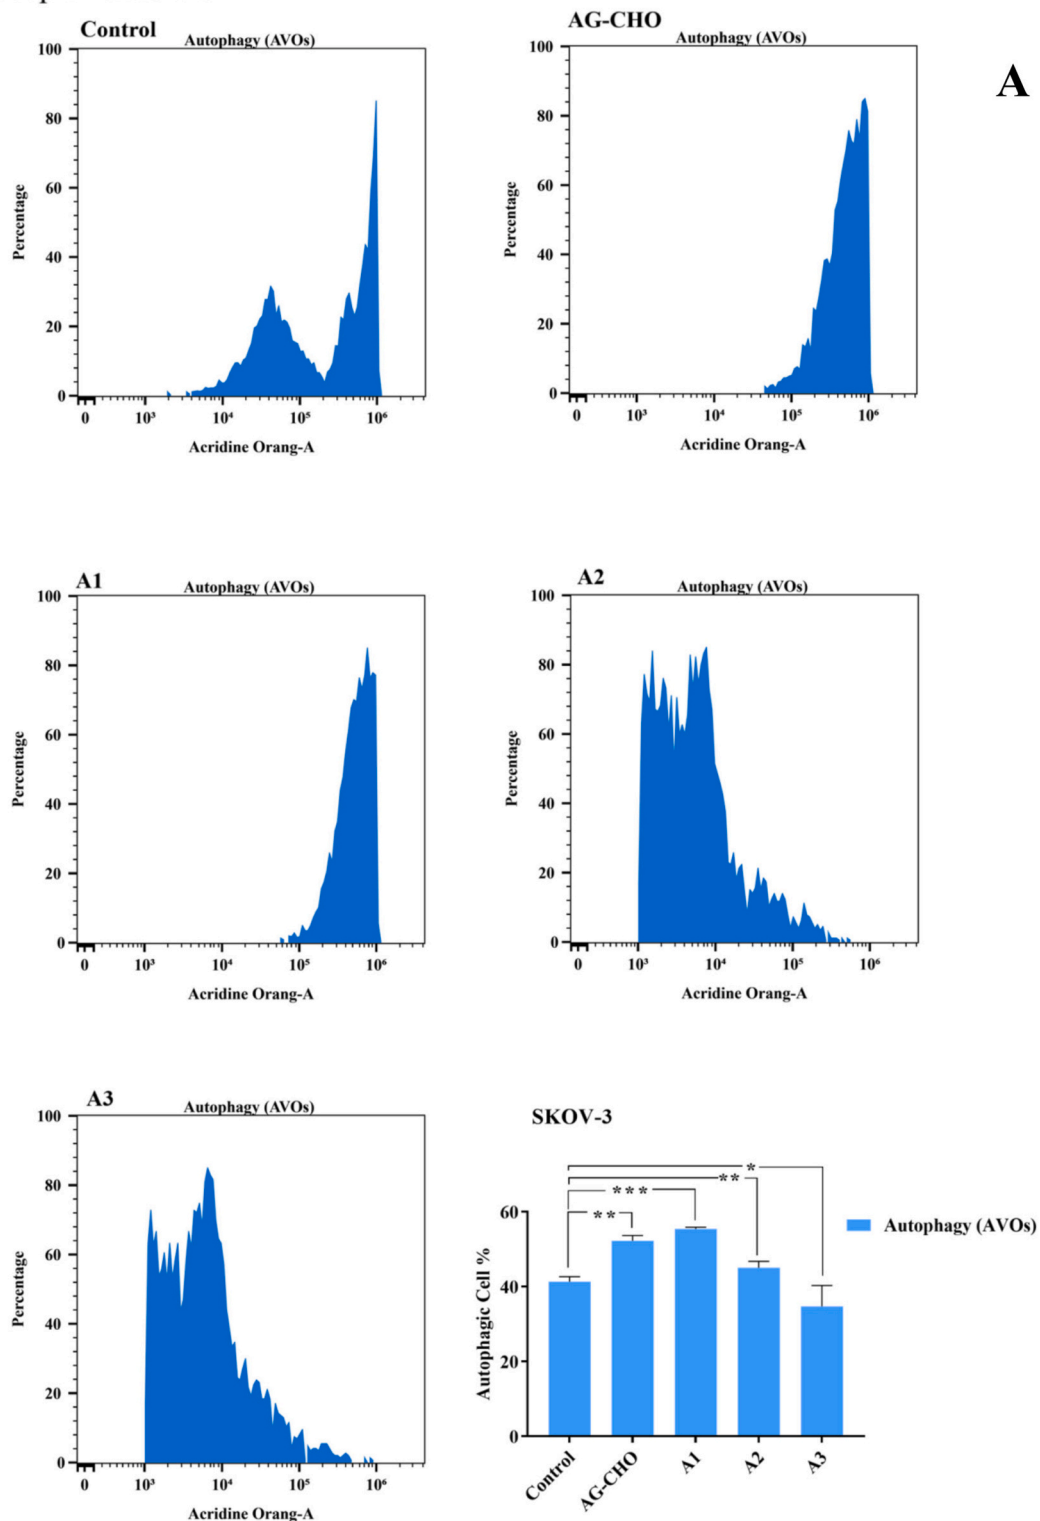 Control
Autophagy (AVOs)
100
80
60
40
20
0
Percentage
0 10³ 10⁴ 10⁵ 10⁶
Acridine Orang-A
AG-CHO
Autophagy (AVOs)
100
80
60
40
20
0
Percentage
0 10³ 10⁴ 10⁵ 10⁶
Acridine Orang-A
A
A1
Autophagy (AVOs)
100
80
60
40
20
0
Percentage
0 10³ 10⁴ 10⁵ 10⁶
Acridine Orang-A
A2
Autophagy (AVOs)
100
80
60
40
20
0
Percentage
0 10³ 10⁴ 10⁵ 10⁶
Acridine Orang-A
A3
Autophagy (AVOs)
100
80
60
40
20
0
Percentage
0 10³ 10⁴ 10⁵ 10⁶
Acridine Orang-A
SKOV-3
*
**
***
**
60
40
20
0
Autophagic Cell %
Control AG-CHO A1 A2 A3
Autophagy (AVOs)